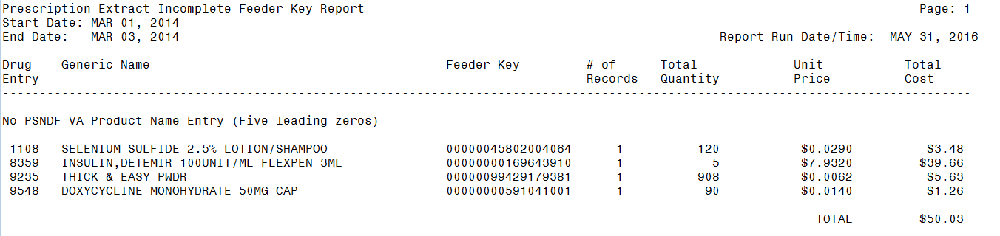 Prescription Extract Incomplete Feeder Key Report Page: 1
Start Date: MAR 01, 2014
End Date: MAR 03, 2014 Report Run Date/Time: MAY 31, 2016
Drug Generic Name Feeder Key # of Total Unit Total
Entry Records Quantity Price Cost
No PSNDF VA Product Name Entry (Five leading zeros)
1108 SELENIUM SULFIDE 2.5% LOTION/SHAMPOO 00000045802004064 1 120 $0.0290 $3.48
8359 INSULIN,DETEMIR 100UNIT/ML FLEXPEN 3ML 00000000169643910 1 5 $7.9320 $39.66
9235 THICK & EASY PWDR 00000099429179381 1 908 $0.0062 $5.63
9548 DOXYCYCLINE MONOHYDRATE 50MG CAP 00000000591041001 1 90 $0.0140 $1.26
TOTAL $50.03